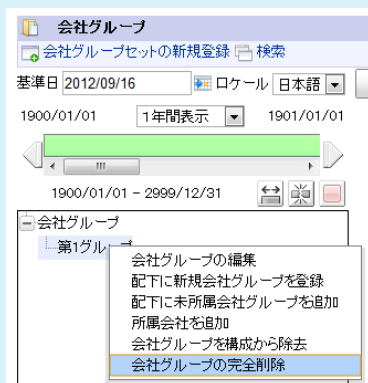 会社グループ
会社グループセットの新規登録 検索
基準日 2012/09/16 ロケール 日本語
1900/01/01 1年間表示 1901/01/01
1900/01/01 - 2999/12/31
会社グループ
第1グループ
会社グループの編集
配下に新規会社グループを登録
配下に未所属会社グループを追加
所属会社を追加
会社グループを構成から除去
会社グループの完全削除